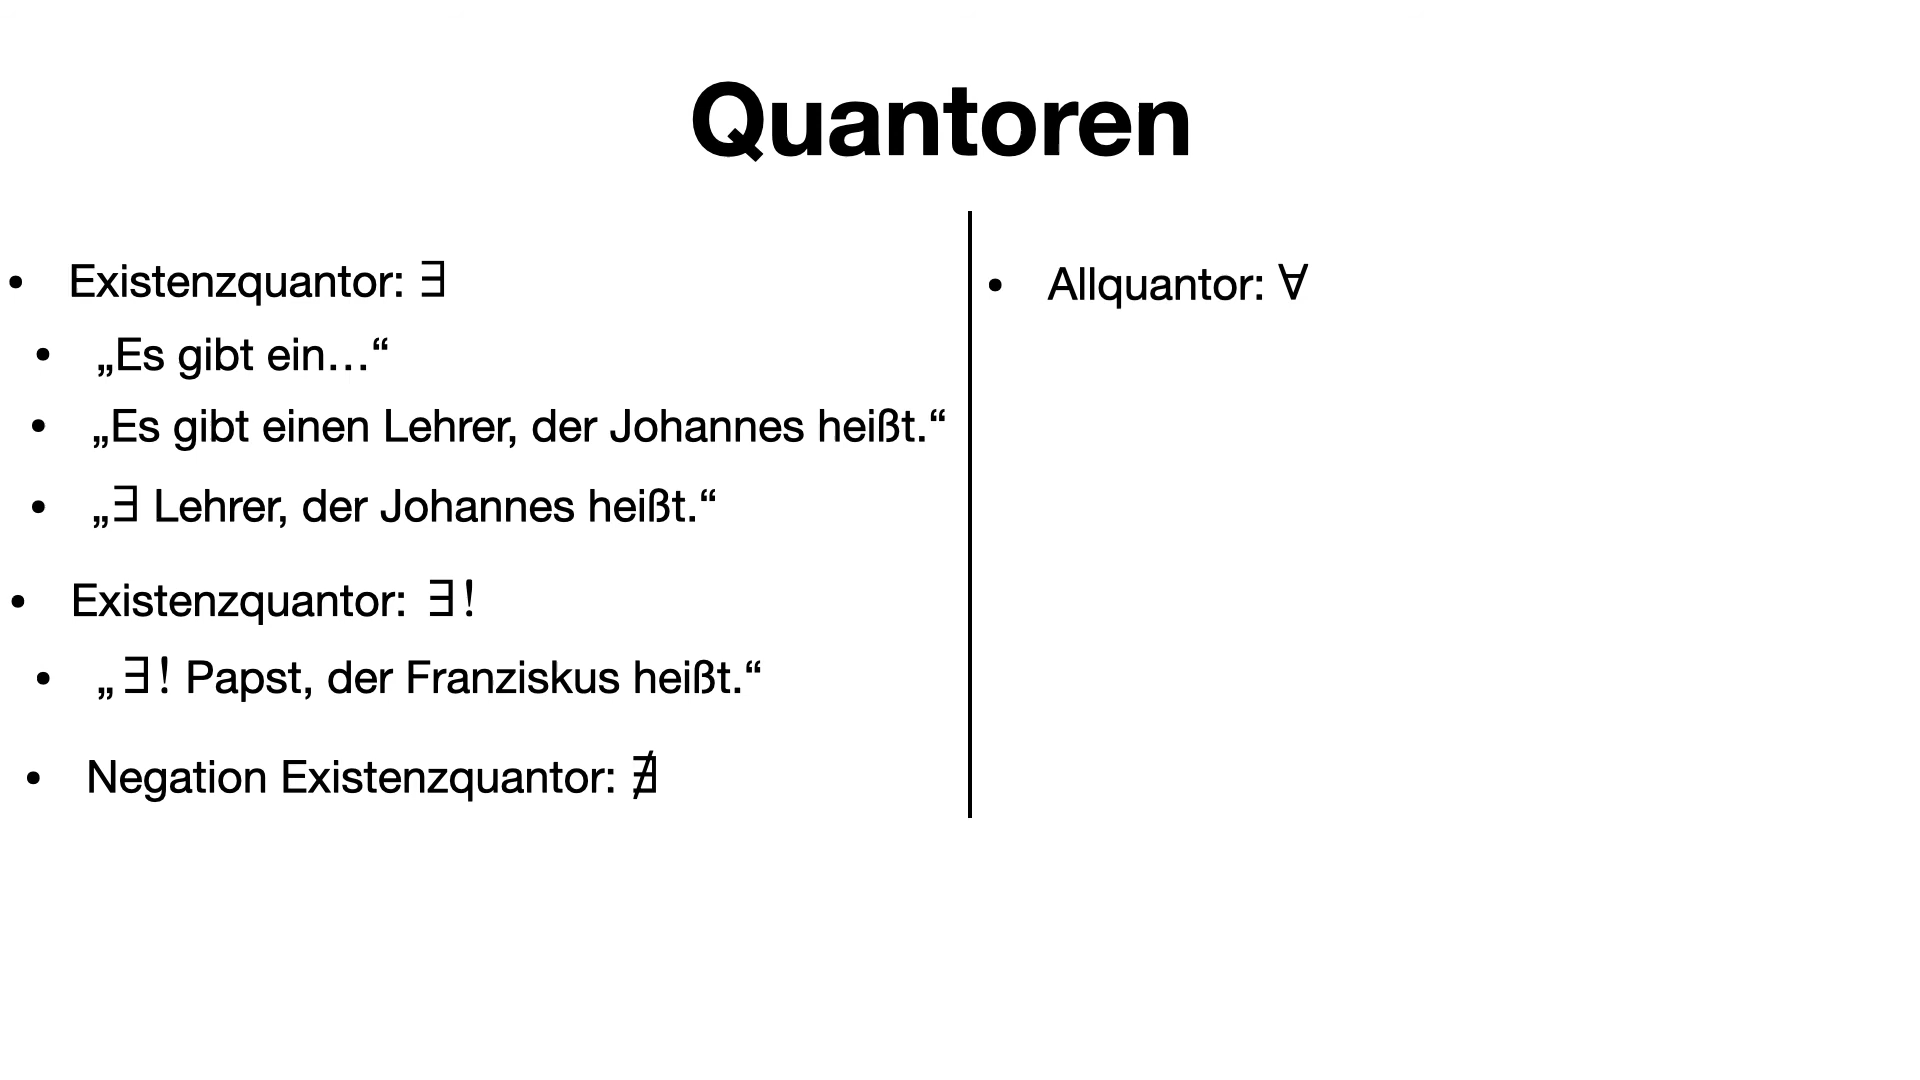 Quantoren
• Existenzquantor: ∃
• „Es gibt ein…“
• „Es gibt einen Lehrer, der Johannes heißt.“
• „∃ Lehrer, der Johannes heißt.“
• Existenzquantor: ∃!
• „∃! Papst, der Franziskus heißt.“
• Negation Existenzquantor: ∄
• Allquantor: ∀